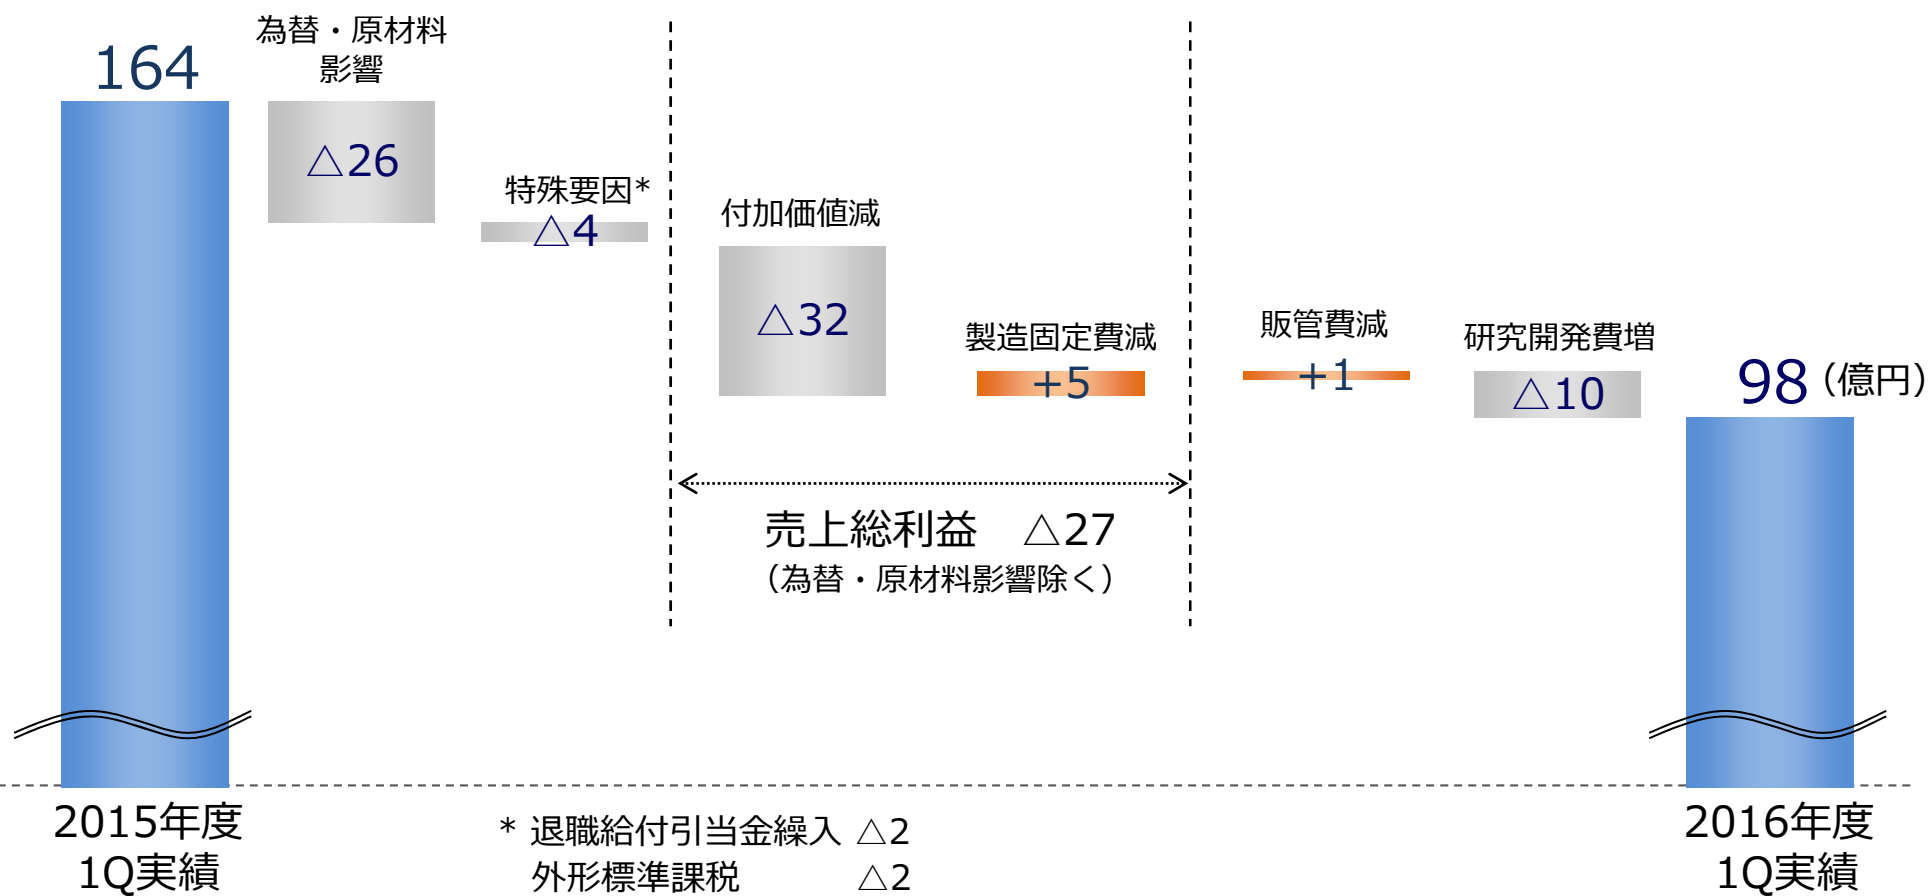 164
為替・原材料
影響
△26
特殊要因*
△4
付加価値減
△32
製造固定費減
+5
売上総利益　△27
（為替・原材料影響除く）
販管費減
+1
研究開発費増
△10
98（億円）
2015年度
1Q実績
* 退職給付引当金繰入 △2
外形標準課税 △2
2016年度
1Q実績